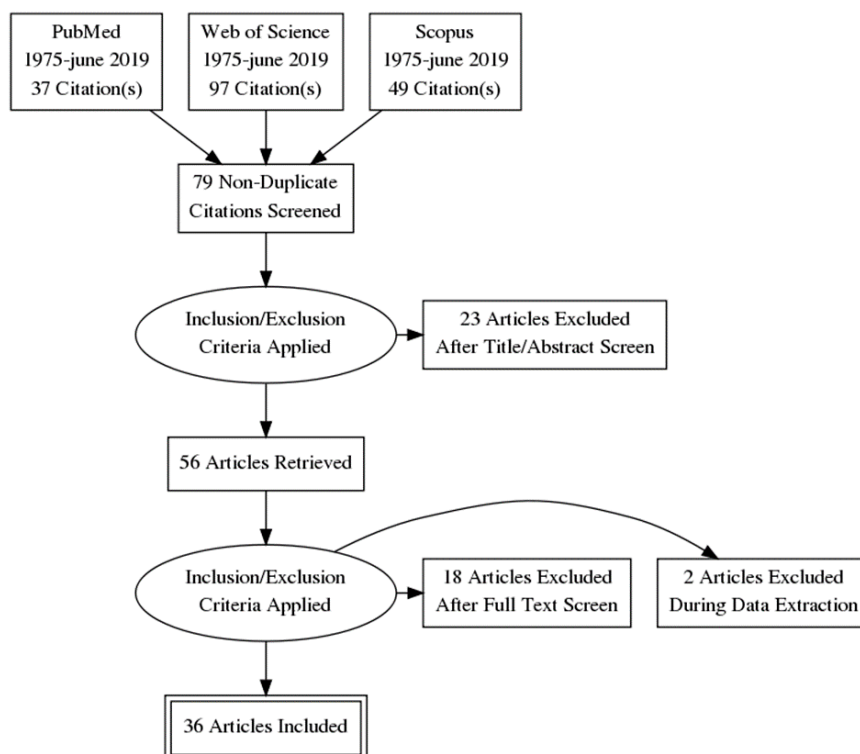 PubMed
1975-june 2019
37 Citation(s)
Web of Science
1975-june 2019
97 Citation(s)
Scopus
1975-june 2019
49 Citation(s)
79 Non-Duplicate
Citations Screened
Inclusion/Exclusion
Criteria Applied
23 Articles Excluded
After Title/Abstract Screen
56 Articles Retrieved
Inclusion/Exclusion
Criteria Applied
18 Articles Excluded
After Full Text Screen
2 Articles Excluded
During Data Extraction
36 Articles Included